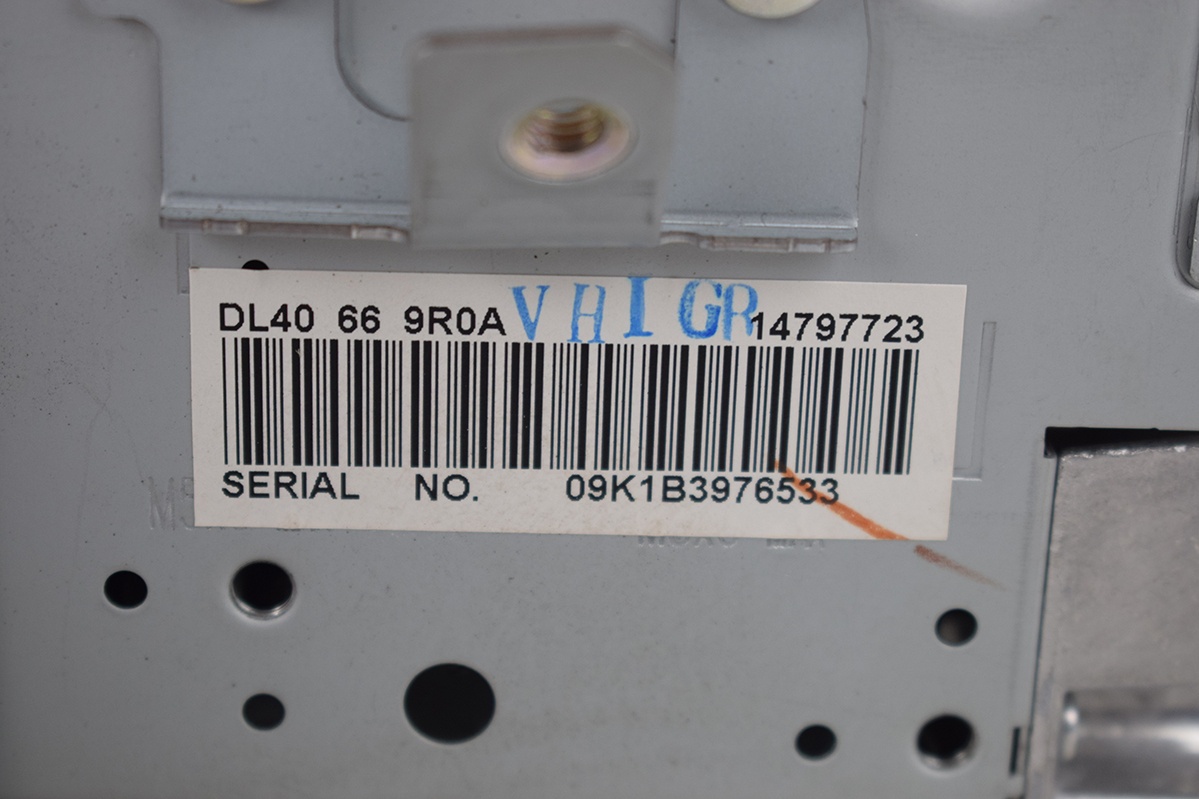 DL40 66 9R0A VHIGR 14797723
SERIAL NO. 09K1B3976533